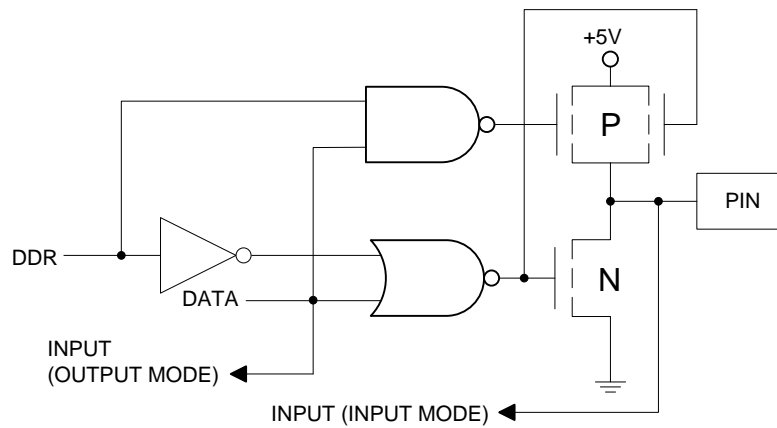 +5V
P
PIN
DDR
N
DATA
INPUT
(OUTPUT MODE)
INPUT (INPUT MODE)